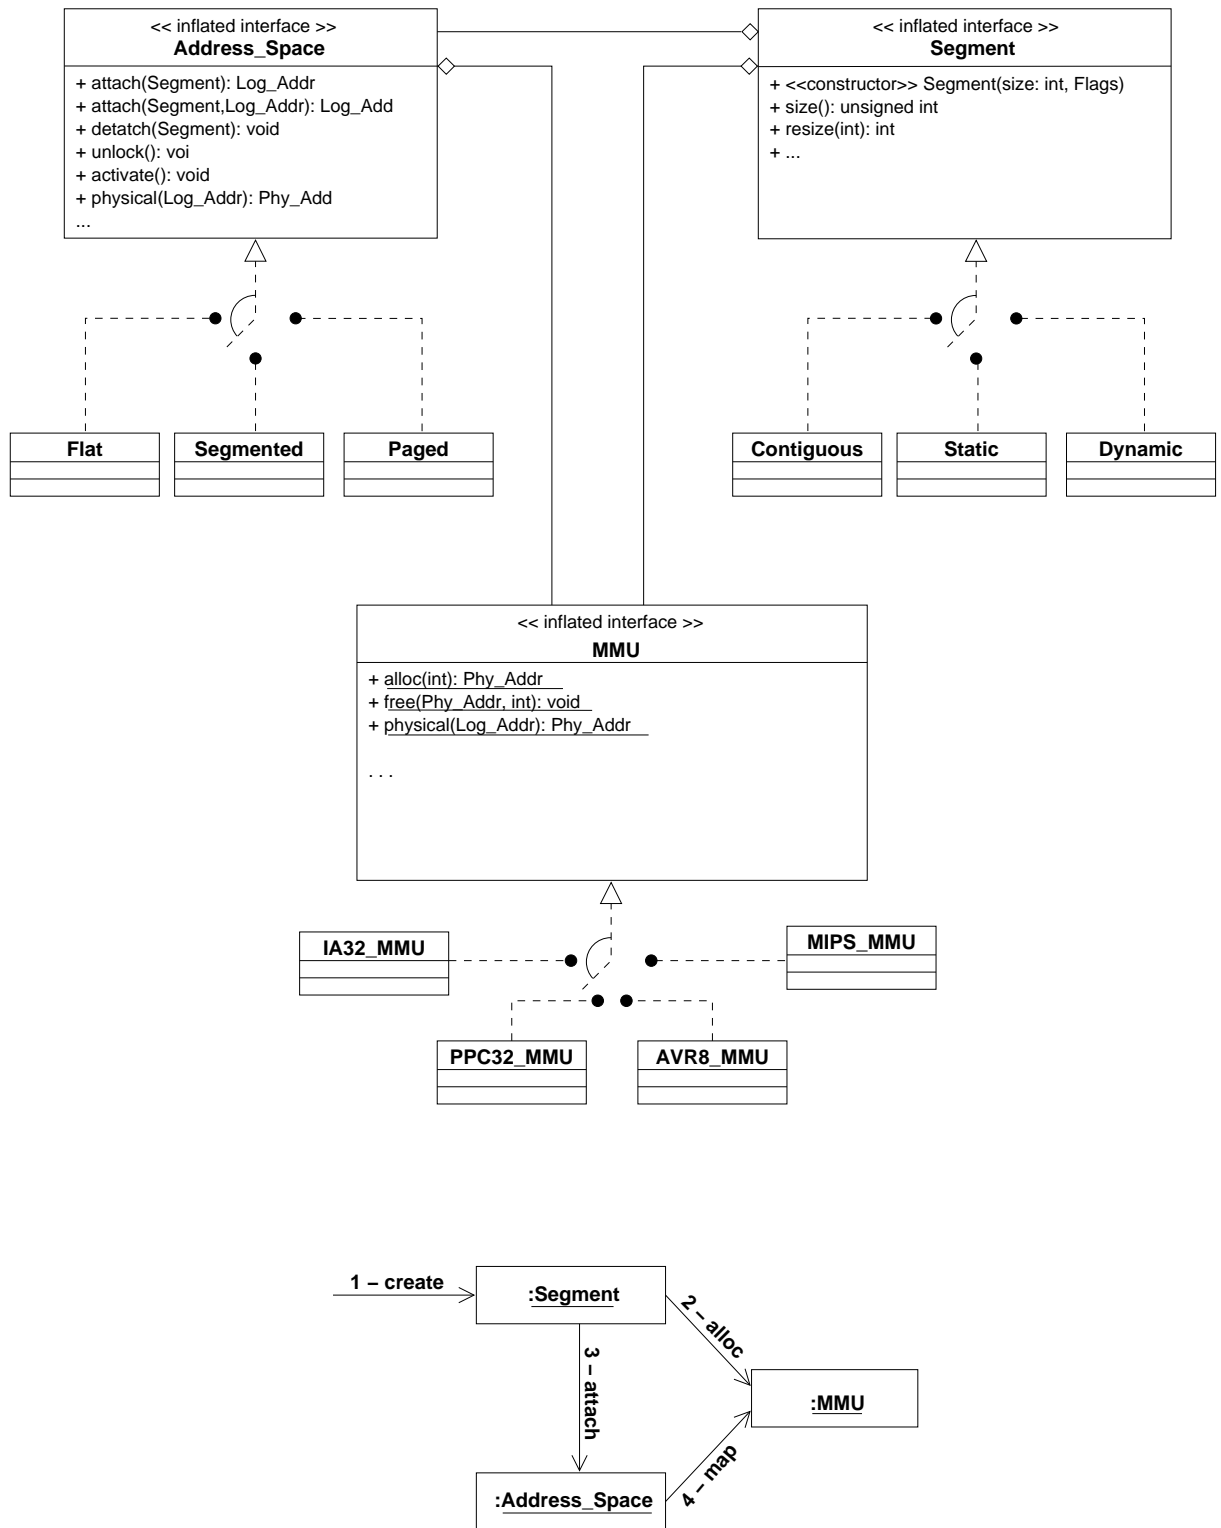 << inflated interface >>
Address_Space
+ attach(Segment): Log_Addr
+ attach(Segment,Log_Addr): Log_Add
+ detatch(Segment): void
+ unlock(): voi
+ activate(): void
+ physical(Log_Addr): Phy_Add
...
<< inflated interface >>
Segment
+ <<constructor>> Segment(size: int, Flags)
+ size(): unsigned int
+ resize(int): int
+ ...
Flat
Segmented
Paged
Contiguous
Static
Dynamic
<< inflated interface >>
MMU
+ alloc(int): Phy_Addr
+ free(Phy_Addr, int): void
+ physical(Log_Addr): Phy_Addr
. . .
IA32_MMU
MIPS_MMU
PPC32_MMU
AVR8_MMU
1 – create
:Segment
2 – alloc
3 – attach
:MMU
4 – map
:Address_Space